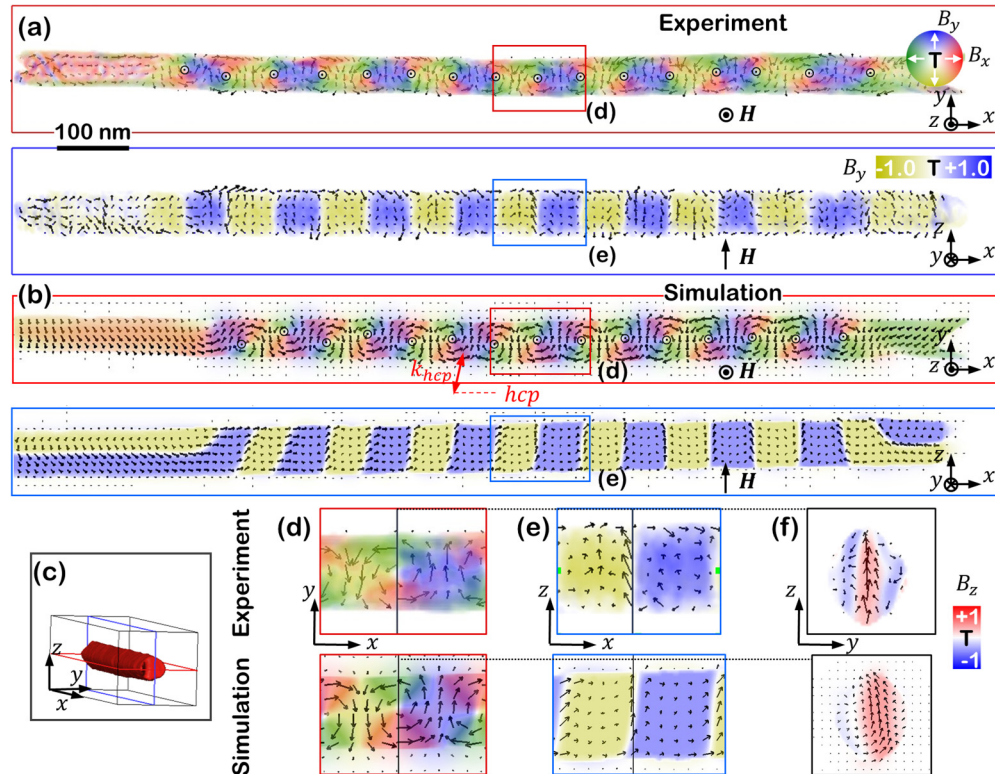 (a) Experiment
B_y
T B_x
y
z x
(d) H
100 nm
B_y -1.0 T +1.0
z
y x
(e) H
(b) Simulation
y
z x
k_hcp (d) H
hcp
z
y x
(e) H
(c)
z
y
x
Experiment
(d) (e) (f)
y z z
x x y
B_z
+1
T
-1
Simulation